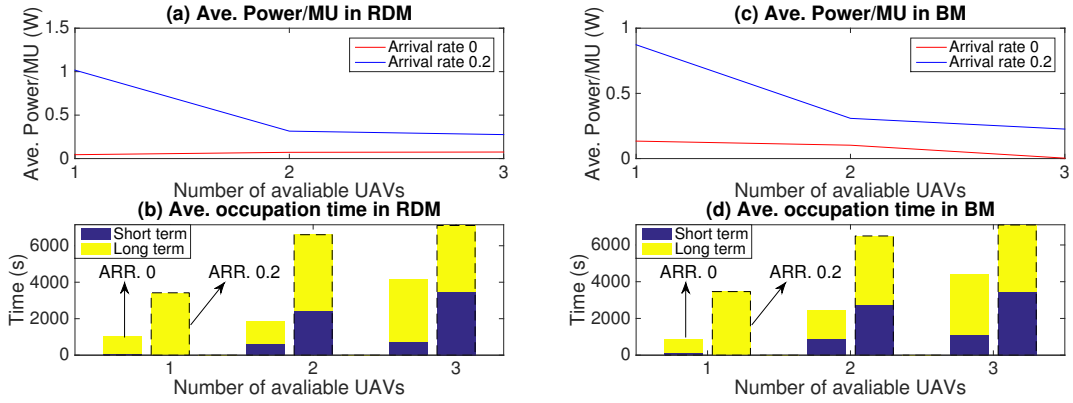 (a) Ave. Power/MU in RDM
Ave. Power/MU (W)
1.5
1
0.5
0
Arrival rate 0
Arrival rate 0.2
1
2
3
Number of avaliable UAVs
(b) Ave. occupation time in RDM
Time (s)
6000
4000
2000
0
Short term
Long term
ARR. 0
ARR. 0.2
1
2
3
Number of avaliable UAVs
(c) Ave. Power/MU in BM
Ave. Power/MU (W)
1
0.5
0
Arrival rate 0
Arrival rate 0.2
1
2
3
Number of avaliable UAVs
(d) Ave. occupation time in BM
Time (s)
6000
4000
2000
0
Short term
Long term
ARR. 0
ARR. 0.2
1
2
3
Number of avaliable UAVs